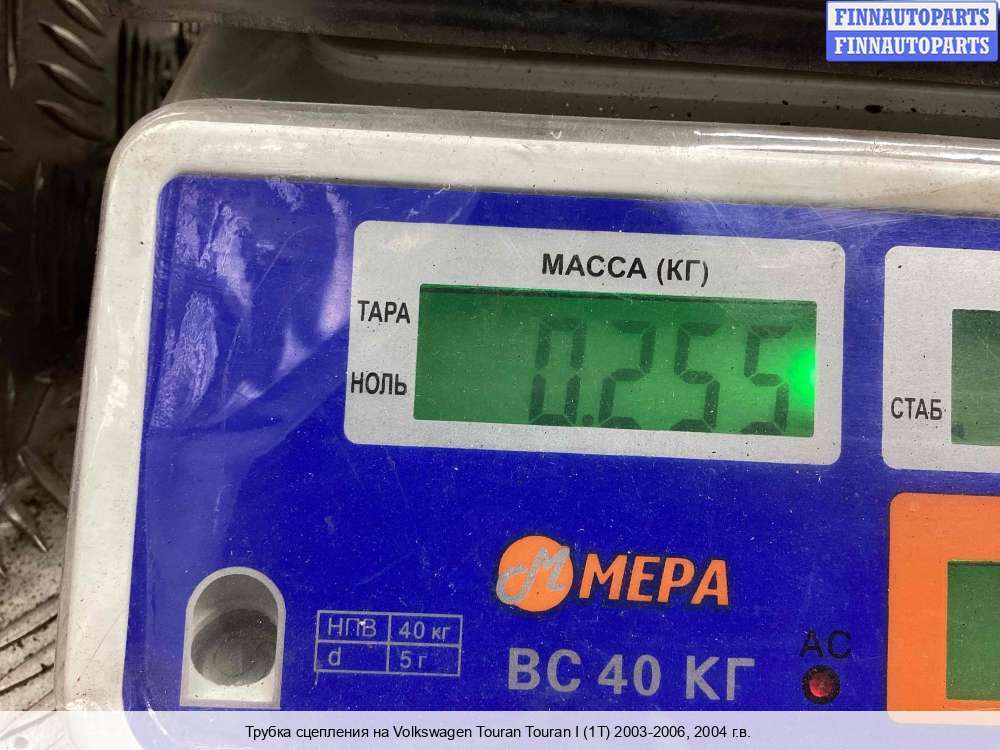 FINNAUTOPARTS
FINNAUTOPARTS
МАССА (КГ)
ТАРА
0.255
НОЛЬ
СТАБ
М МЕРА
НПВ 40 кг
d 5 г
ВС 40 КГ
AC
Трубка сцепления на Volkswagen Touran Touran I (1T) 2003-2006, 2004 г.в.